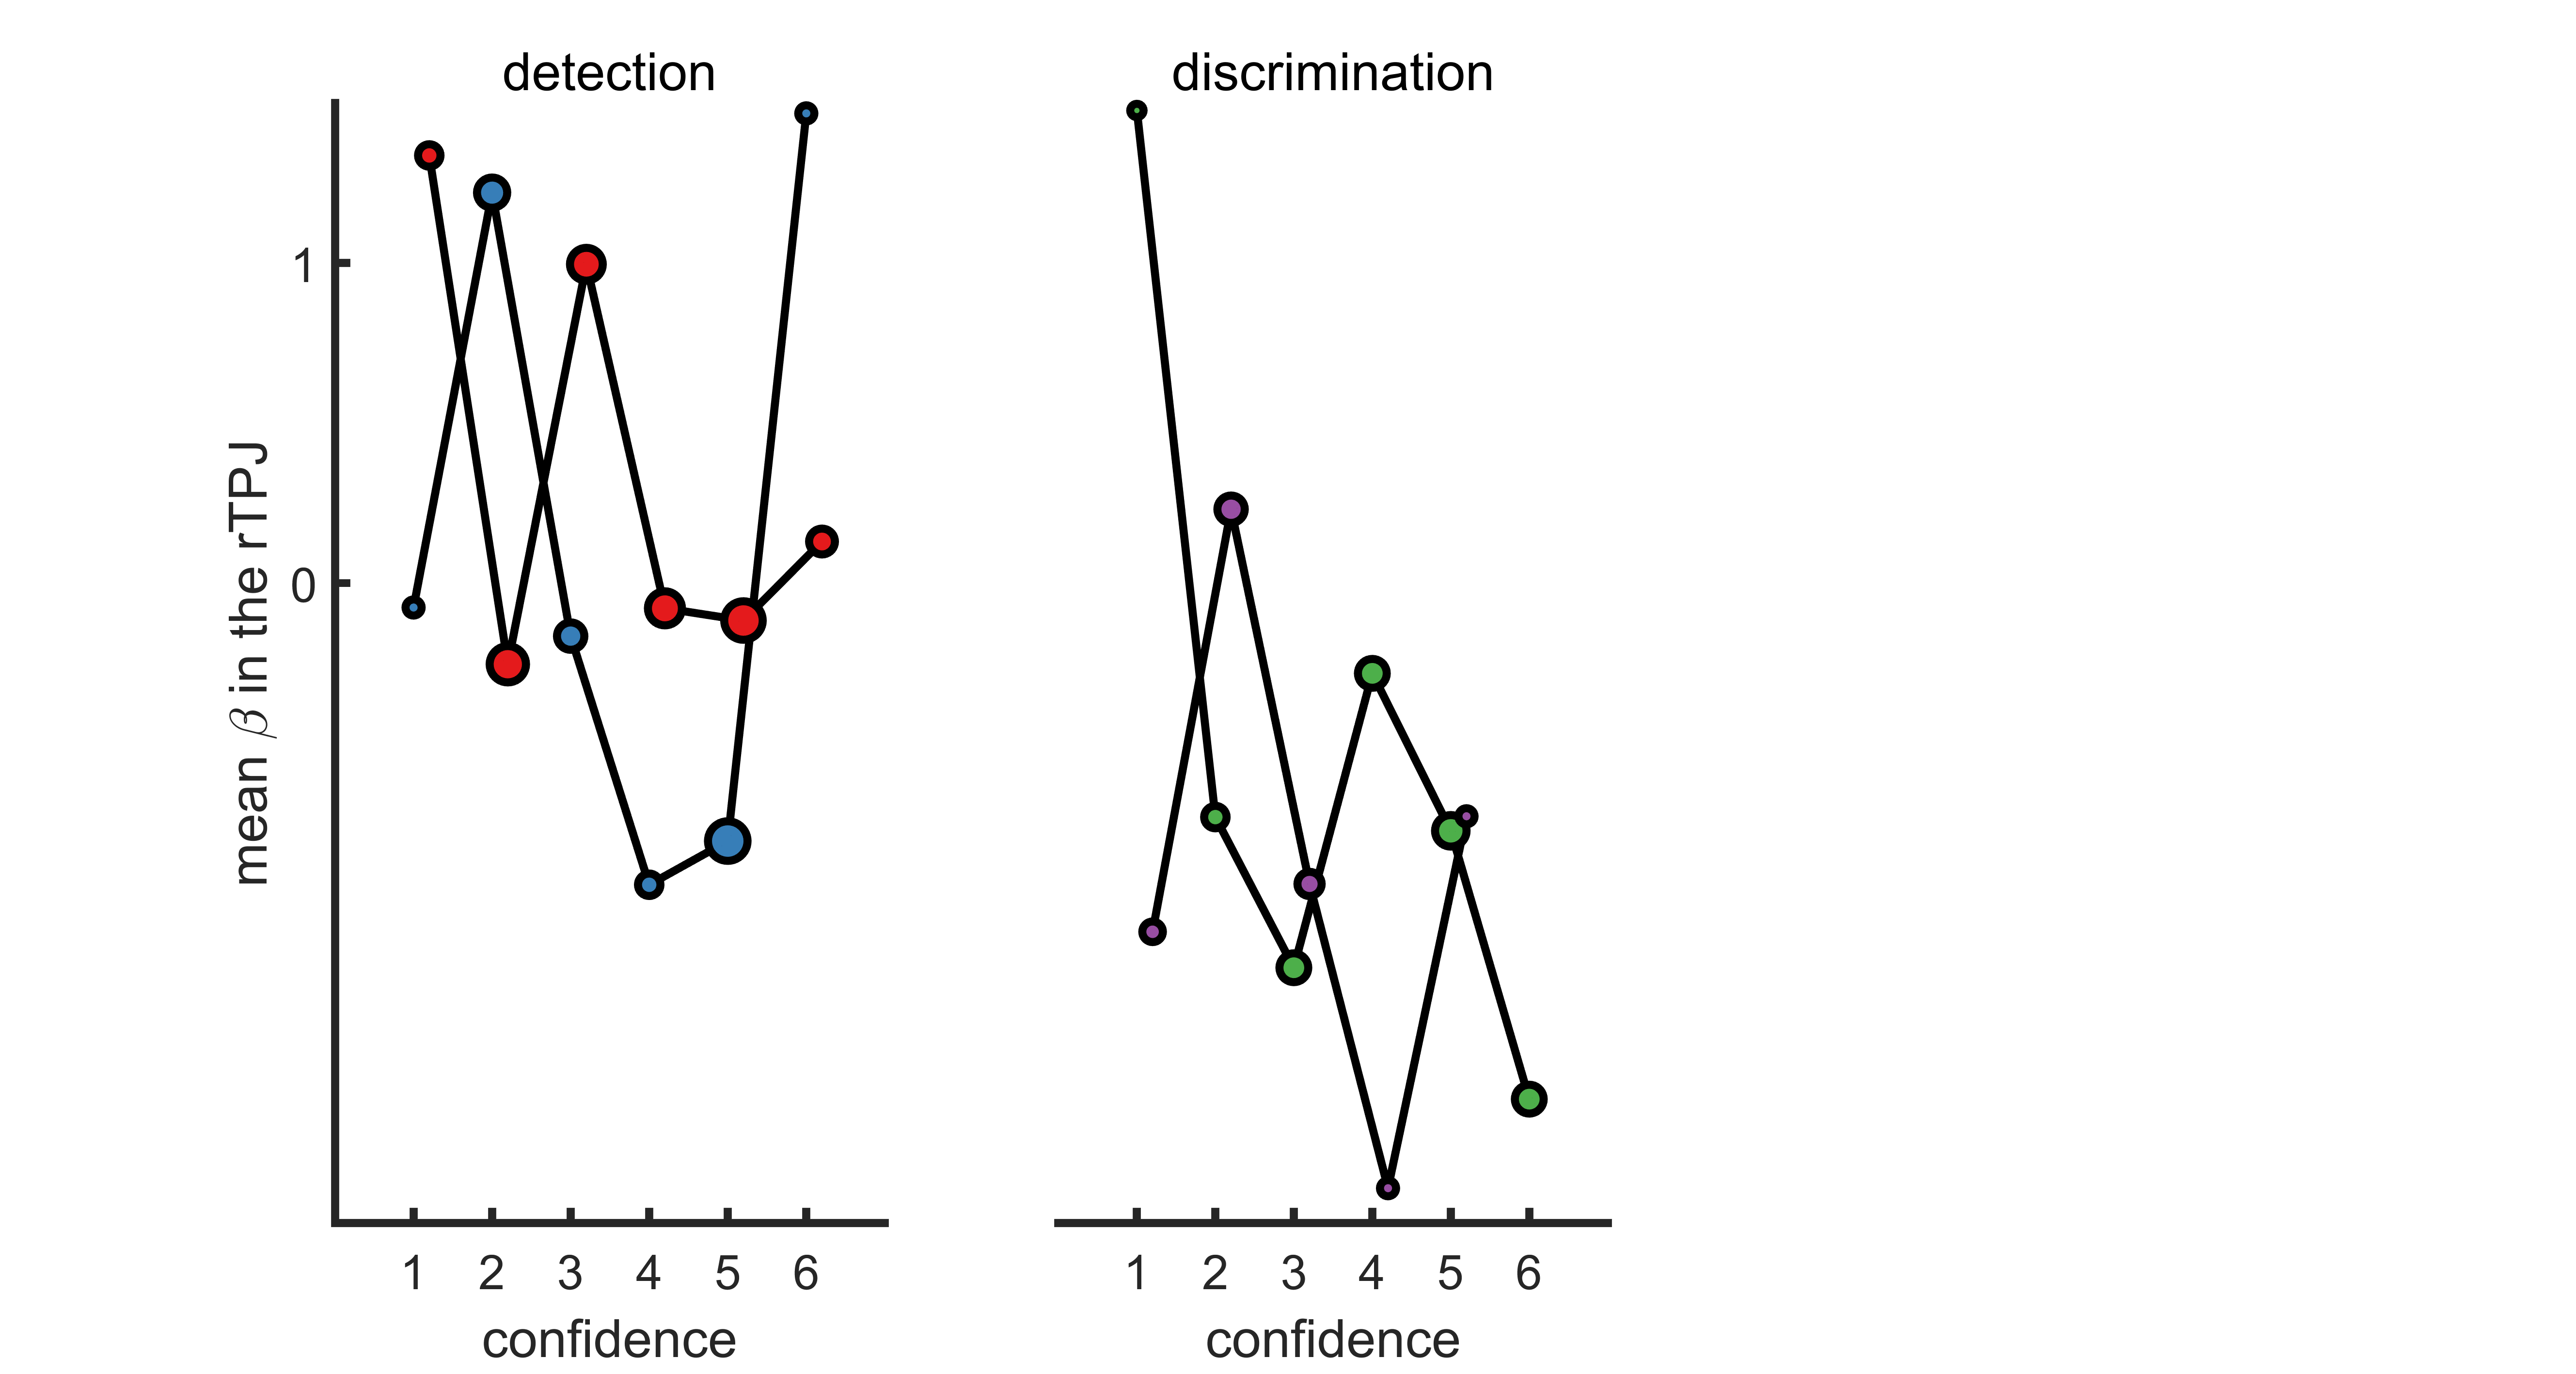 detection
discrimination
mean β in the rTPJ
1
0
1 2 3 4 5 6
1 2 3 4 5 6
confidence
confidence